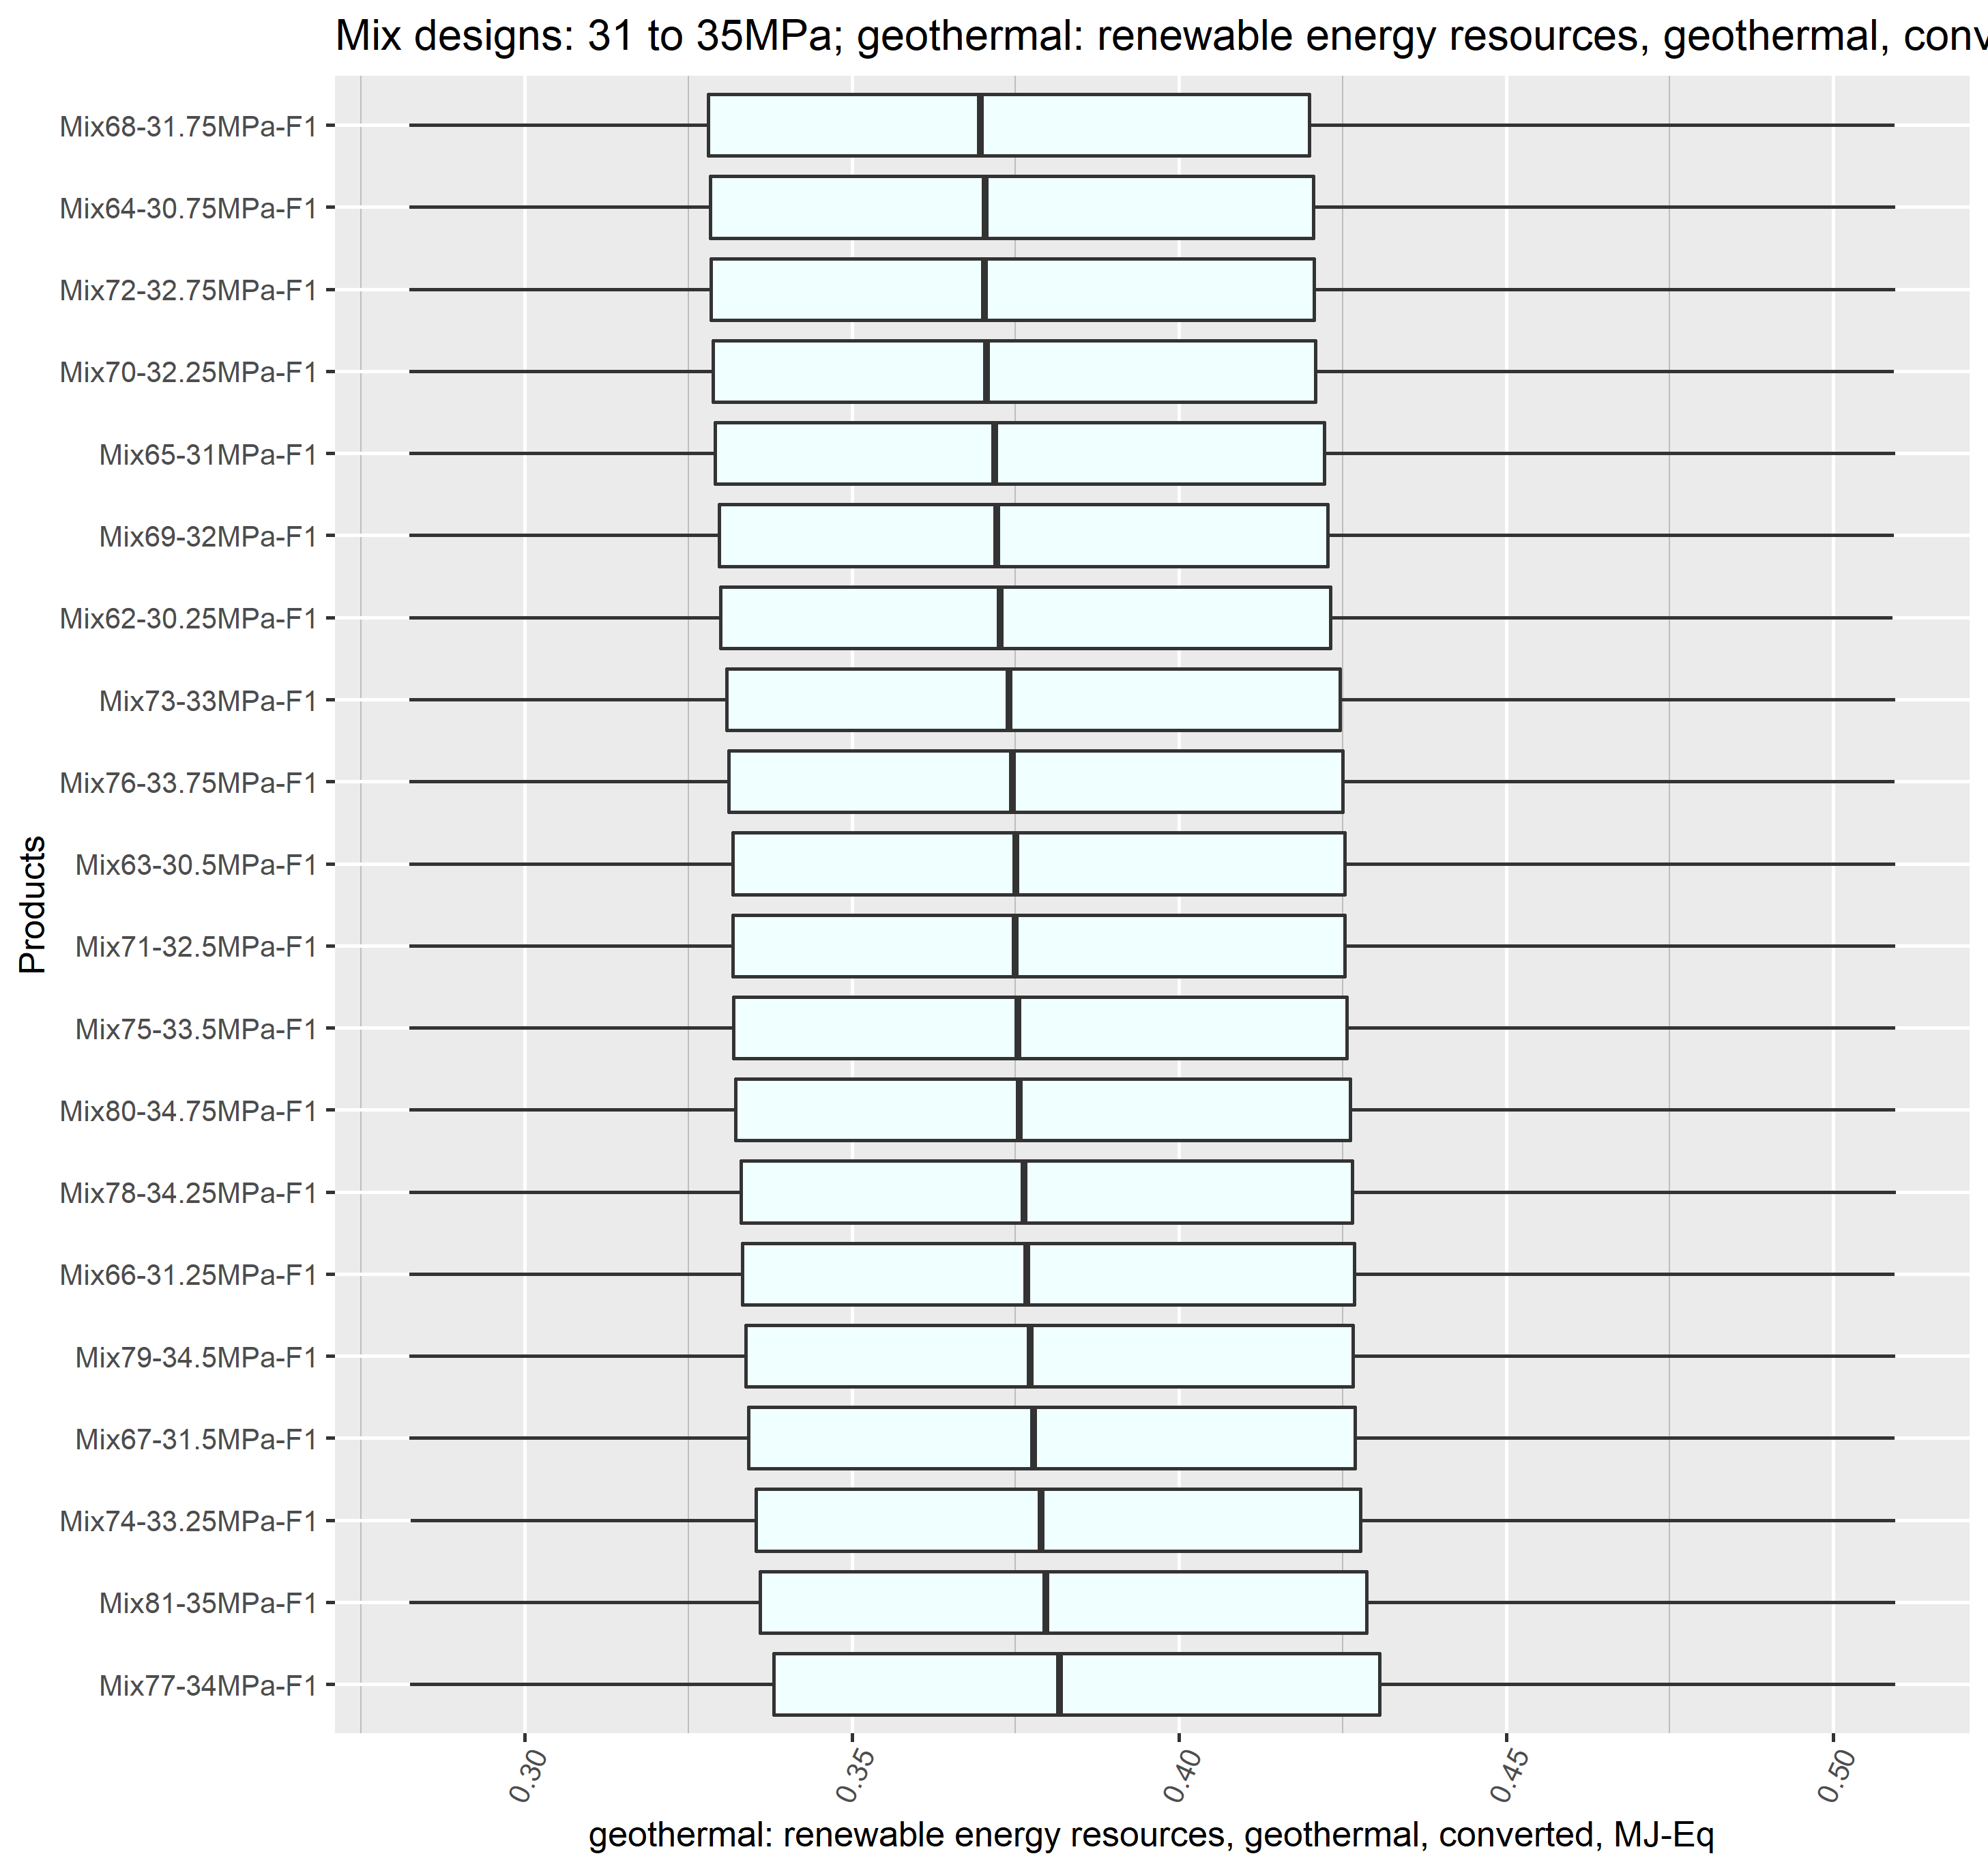 Mix designs: 31 to 35MPa; geothermal: renewable energy resources, geothermal, conv
Mix68-31.75MPa-F1
Mix64-30.75MPa-F1
Mix72-32.75MPa-F1
Mix70-32.25MPa-F1
Mix65-31MPa-F1
Mix69-32MPa-F1
Mix62-30.25MPa-F1
Mix73-33MPa-F1
Mix76-33.75MPa-F1
Mix63-30.5MPa-F1
Mix71-32.5MPa-F1
Mix75-33.5MPa-F1
Mix80-34.75MPa-F1
Mix78-34.25MPa-F1
Mix66-31.25MPa-F1
Mix79-34.5MPa-F1
Mix67-31.5MPa-F1
Mix74-33.25MPa-F1
Mix81-35MPa-F1
Mix77-34MPa-F1
Products
0.30 0.35 0.40 0.45 0.50
geothermal: renewable energy resources, geothermal, converted, MJ-Eq